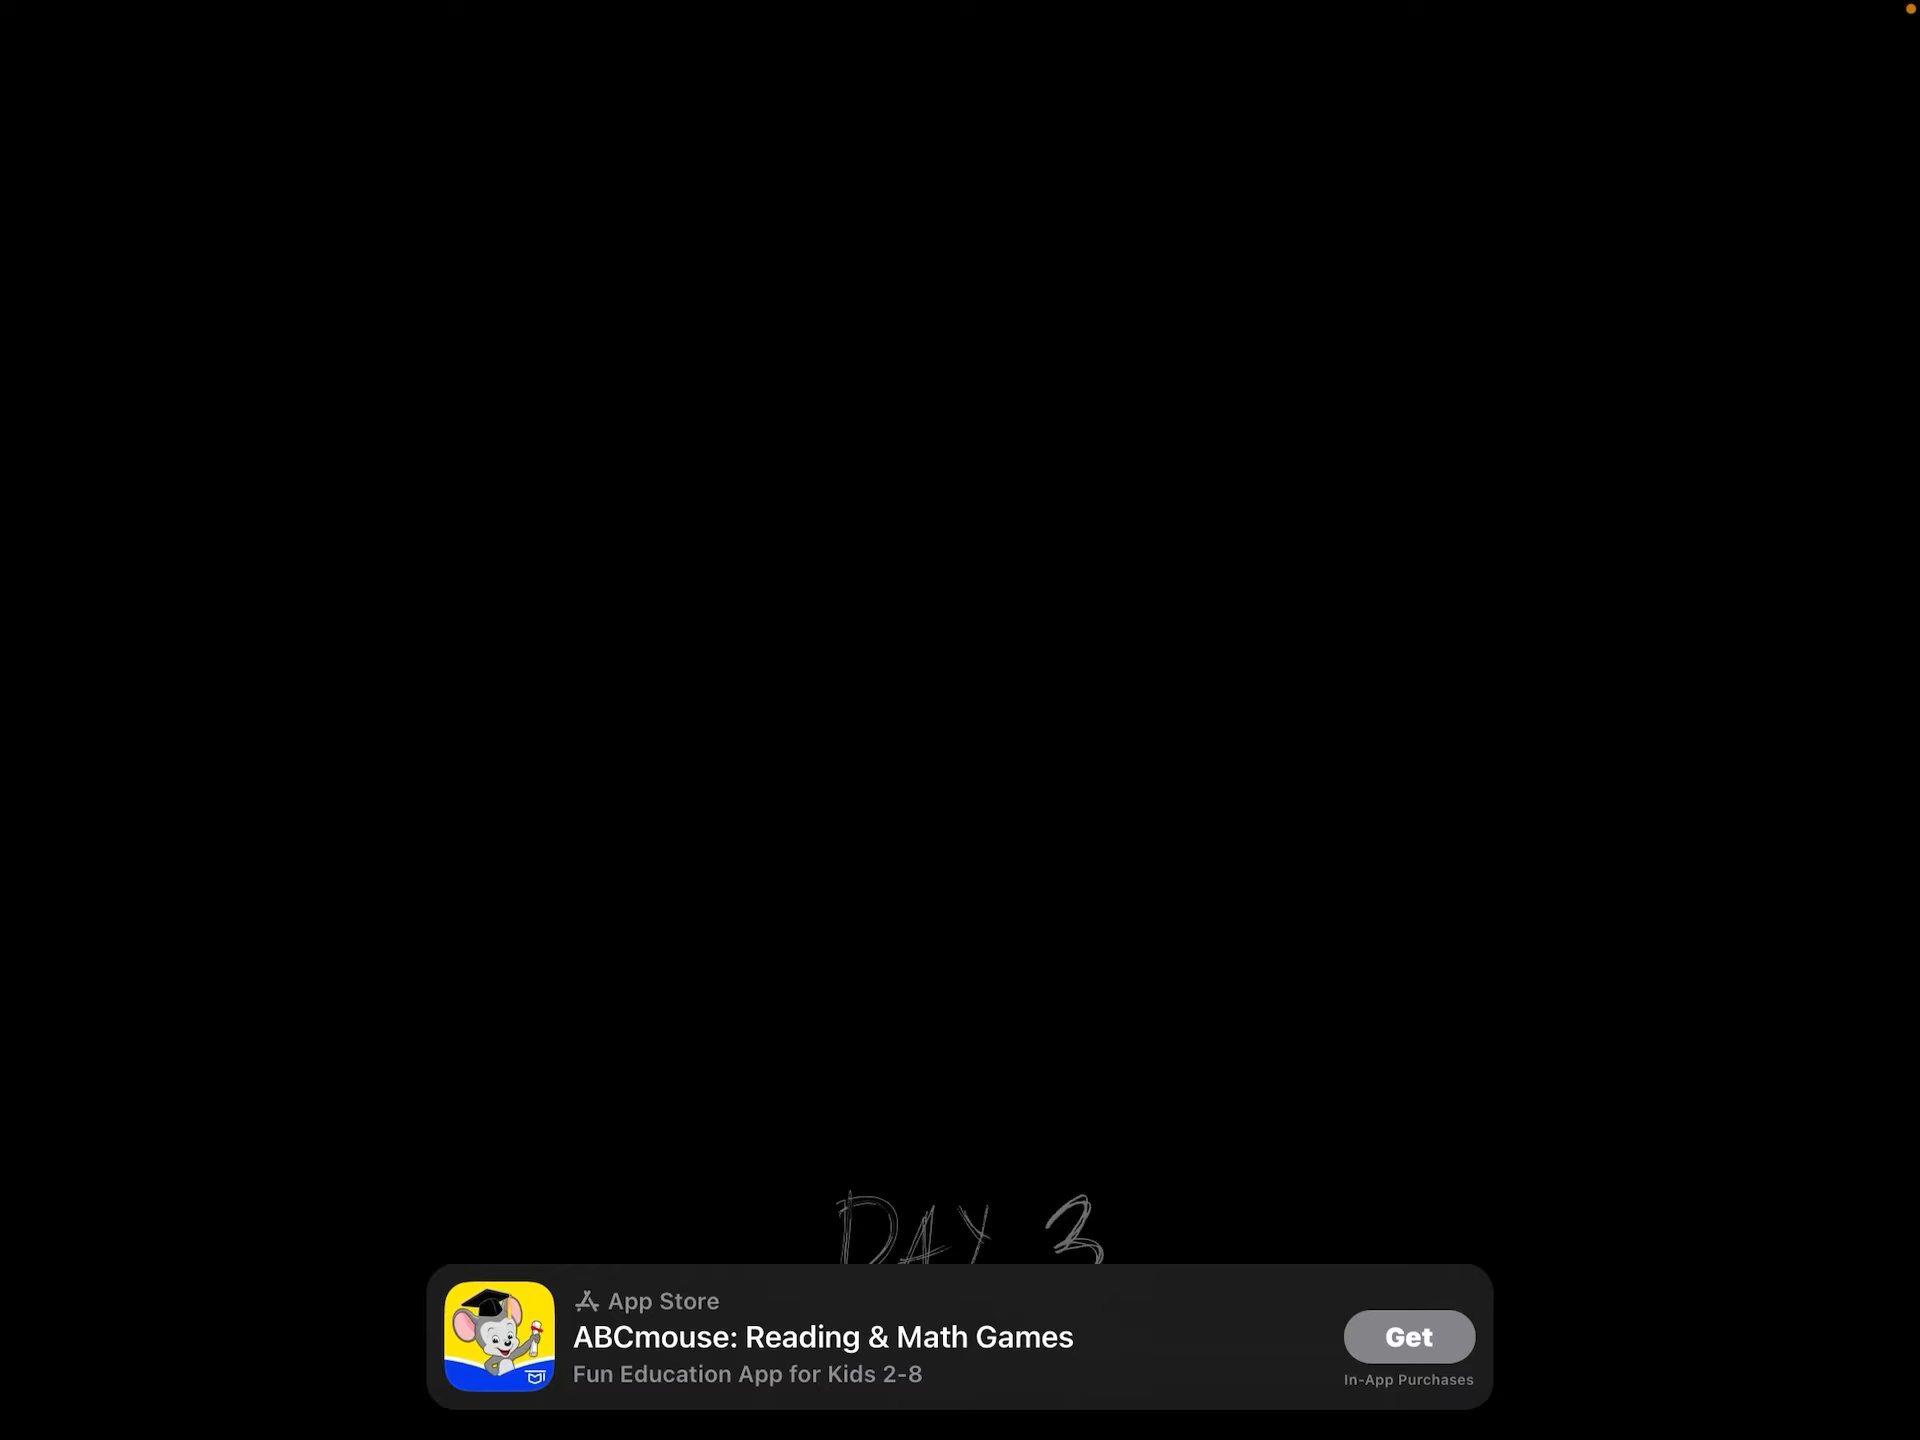 DAY 3
App Store
ABCmouse: Reading & Math Games
Fun Education App for Kids 2-8
Get
In-App Purchases